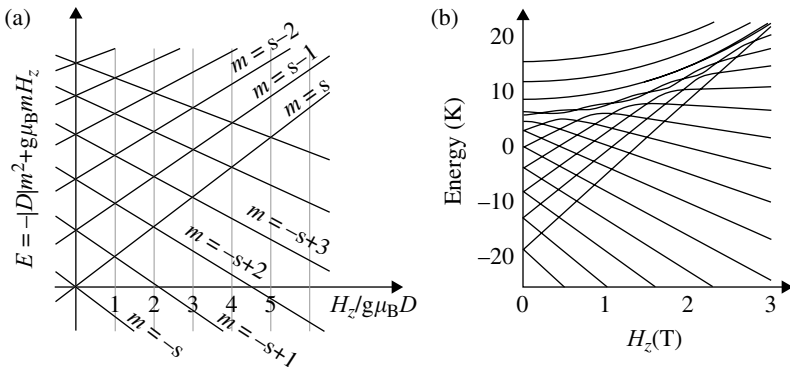 (a)
E = –|D|m²+gμBmHz
m = s–2
m = s–1
m = s
m = –s+3
m = –s+2
m = –s+1
m = –s
1 2 3 4 5 Hz/gμBD
(b)
Energy (K)
20
10
0
–10
–20
0 1 2 3
Hz(T)